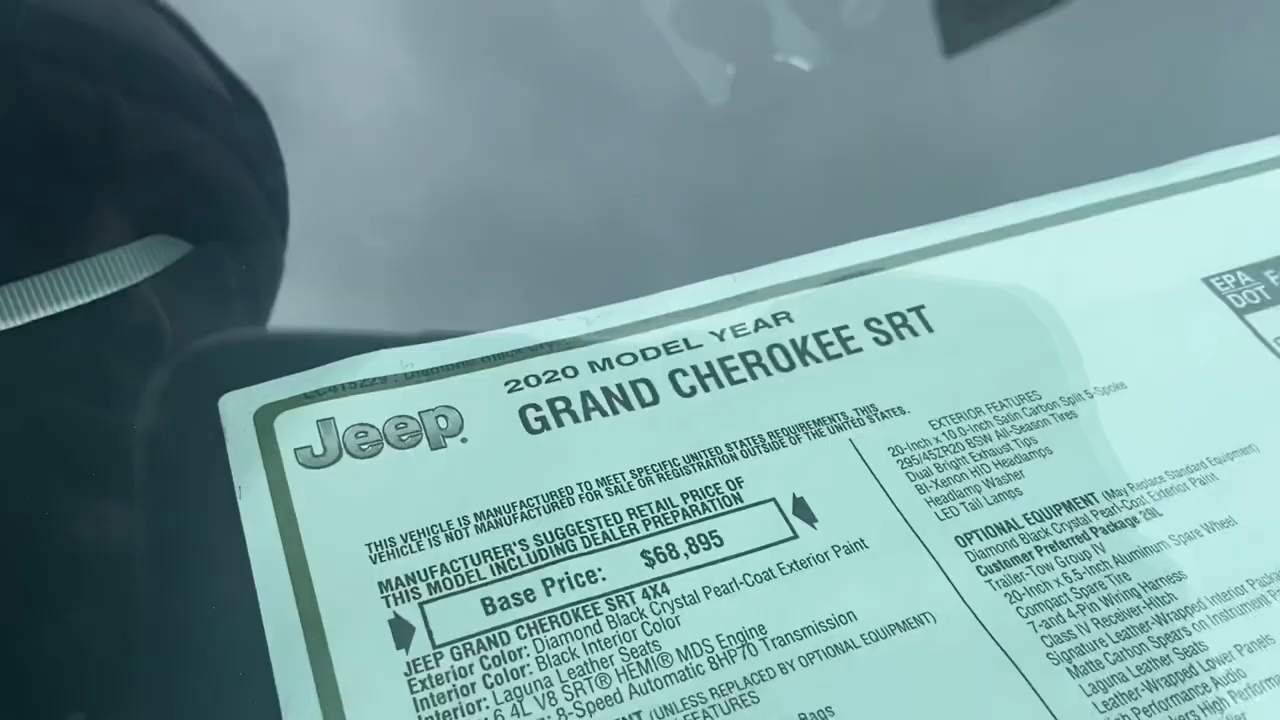 Jeep
2020 MODEL YEAR
GRAND CHEROKEE SRT
THIS VEHICLE IS MANUFACTURED TO MEET SPECIFIC UNITED STATES REQUIREMENTS. THIS
VEHICLE IS NOT MANUFACTURED FOR SALE OR REGISTRATION OUTSIDE OF THE UNITED STATES.
MANUFACTURER'S SUGGESTED RETAIL PRICE OF
THIS MODEL INCLUDING DEALER PREPARATION
Base Price: $68,895
JEEP GRAND CHEROKEE SRT 4X4
Exterior Color: Diamond Black Crystal Pearl-Coat Exterior Paint
Interior Color: Black Interior Color
Interior: Laguna Leather Seats
6.4L V8 SRT® HEMI® MDS Engine
8-Speed Automatic 8HP70 Transmission
(UNLESS REPLACED BY OPTIONAL EQUIPMENT)
FEATURES
Bags
EXTERIOR FEATURES
20-Inch x 10.0-Inch Satin Carbon Split 5-Spoke
295/45ZR20 BSW All-Season Tires
Dual Bright Exhaust Tips
BI-Xenon HID Headlamps
Headlamp Washer
LED Tail Lamps
OPTIONAL EQUIPMENT (May Replace Standard Equipment)
Diamond Black Crystal Pearl-Coat Exterior Paint
Customer Preferred Package
Trailer-Tow Group IV
20-Inch x 6.5-Inch Aluminum Spare Wheel
Compact Spare Tire
7-and 4-Pin Wiring Harness
Class IV Receiver-Hitch
Signature Leather-Wrapped Interior
Matte Carbon Spears on Instrument
Laguna Leather Seats
Leather-Wrapped Lower Panels
Performance Audio
High
EPA
DOT